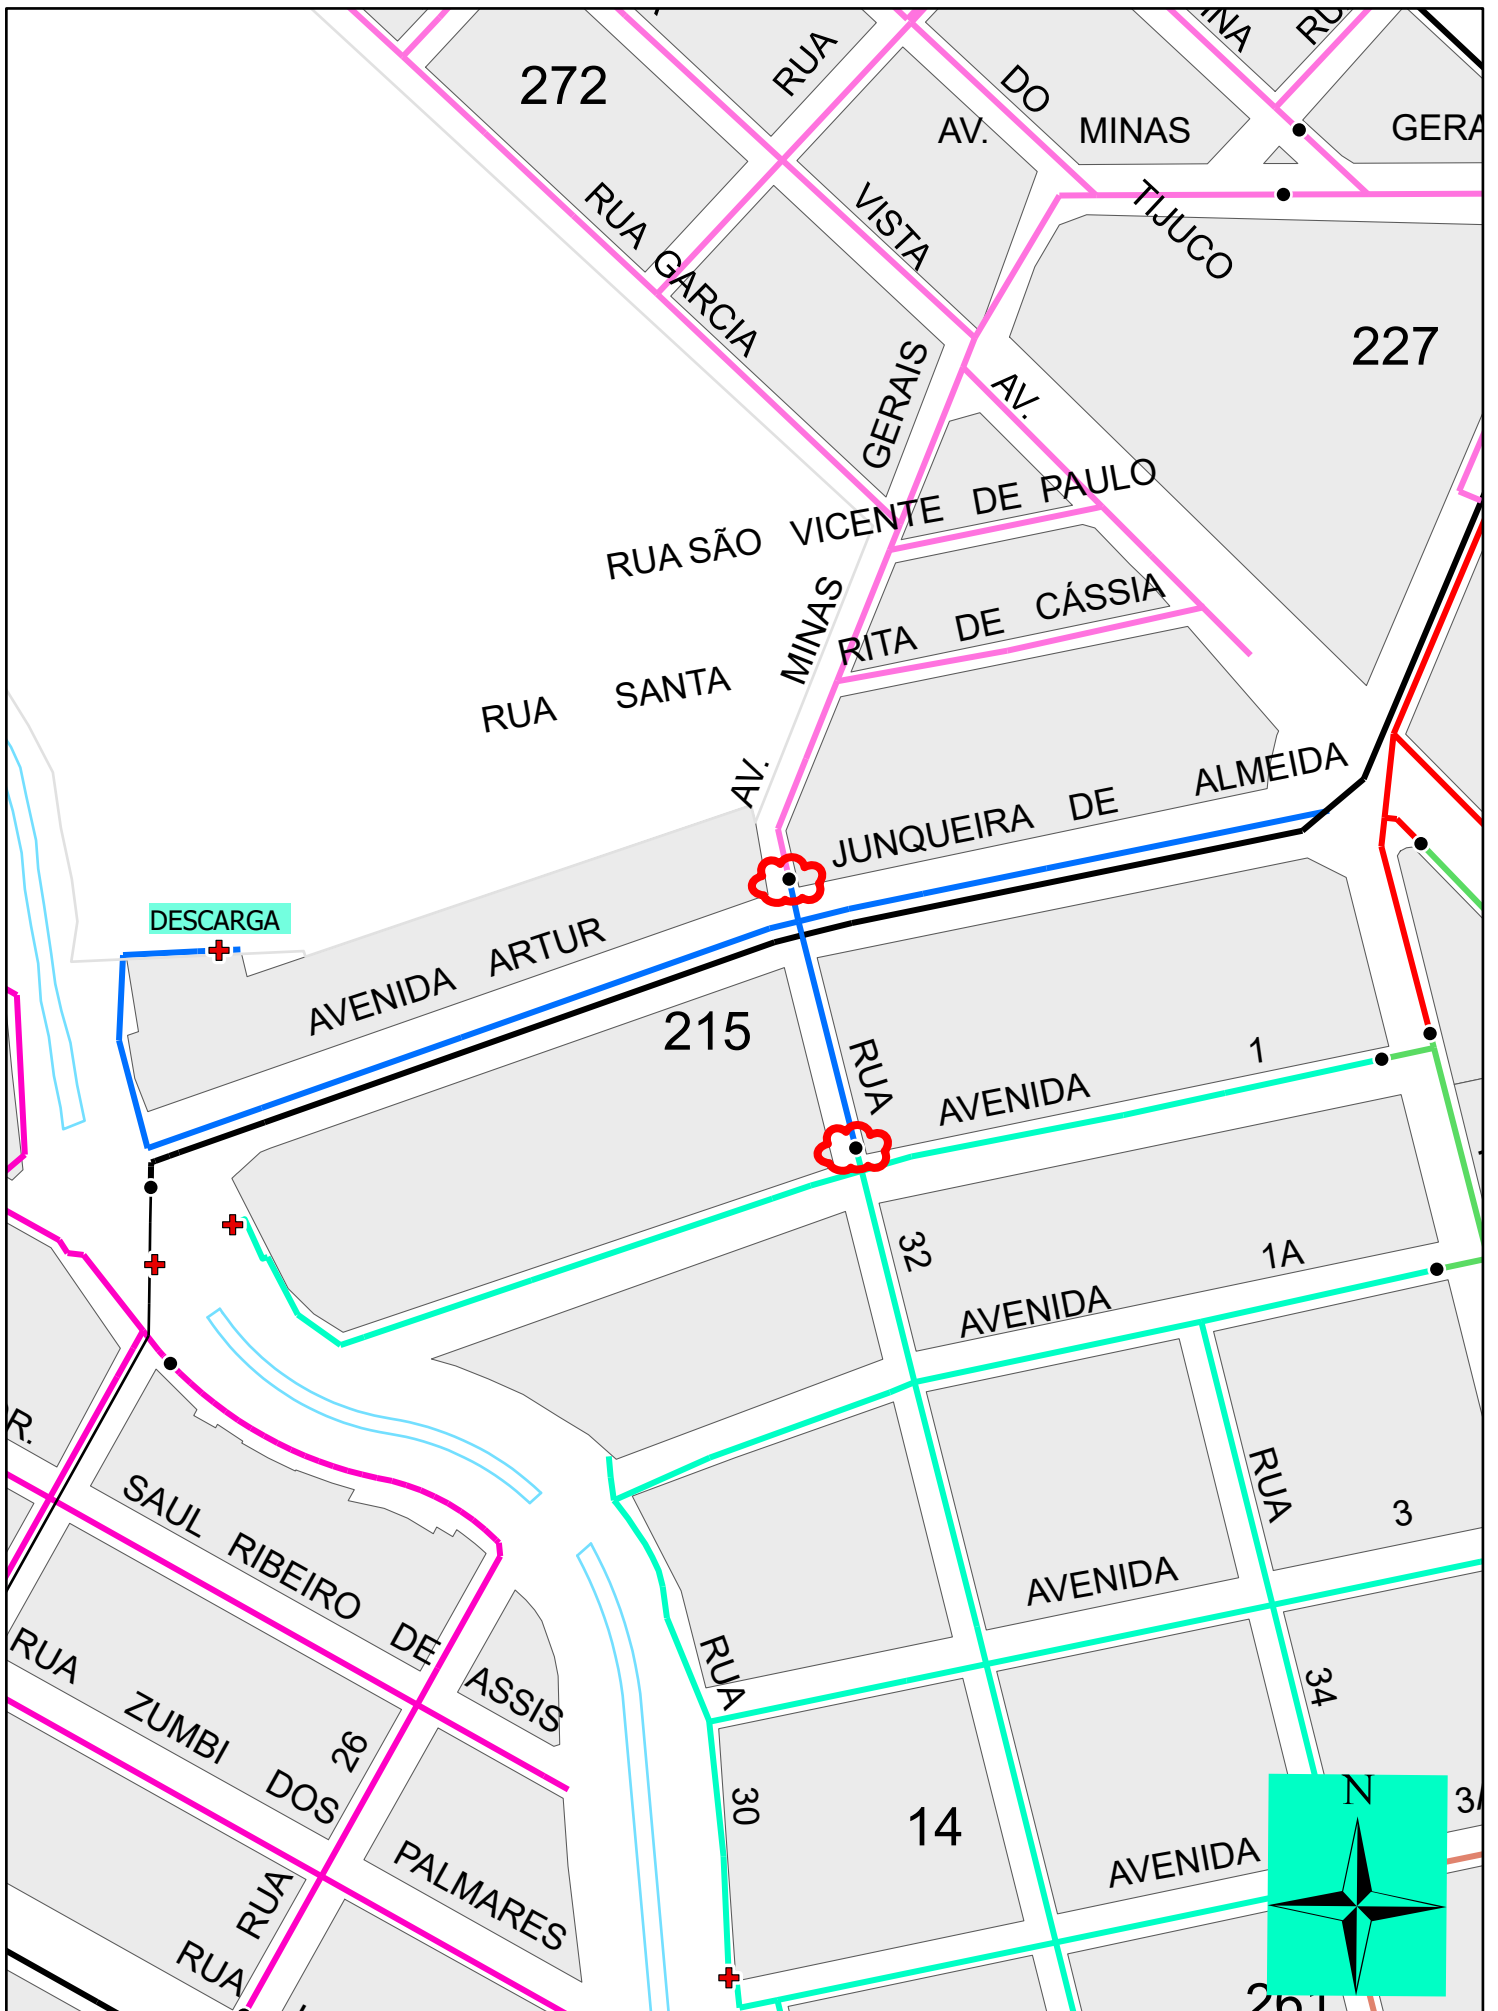 272
RUA
DO
AV.
MINAS
RUA
GARCIA
VISTA
TIJUCO
227
GERAIS
AV.
RUA SÃO VICENTE DE PAULO
MINAS
RUA SANTA RITA DE CÁSSIA
AV.
JUNQUEIRA DE ALMEIDA
DESCARGA
AVENIDA ARTUR
215
RUA
AVENIDA 1
32
AVENIDA 1A
RUA
SAUL RIBEIRO DE ASSIS
AVENIDA 3
RUA
RUA ZUMBI DOS PALMARES
26
34
30
14
N
AVENIDA
RUA
RUA
261